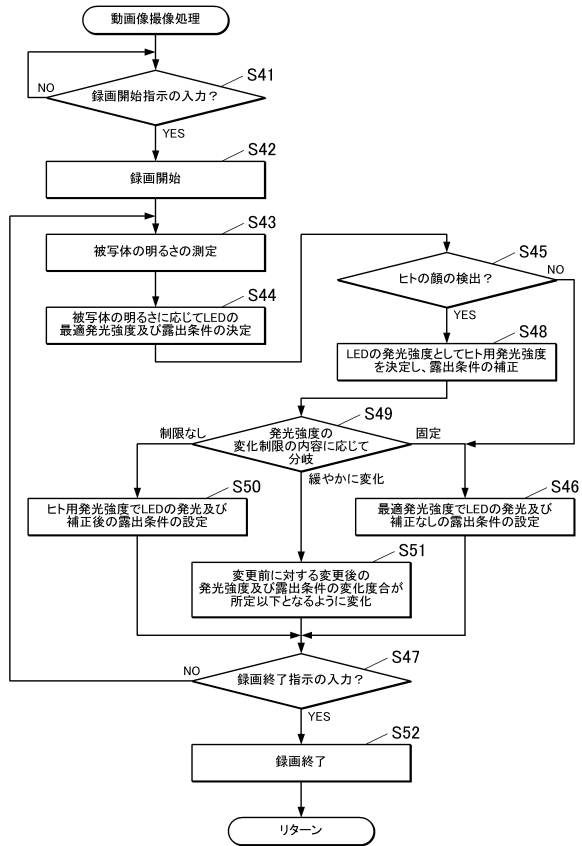 動画像撮像処理
S41
NO
録画開始指示の入力？
YES
S42
録画開始
S43
被写体の明るさの測定
S44
被写体の明るさに応じてLEDの
最適発光強度及び露出条件の決定
S45
ヒトの顔の検出？
NO
YES
S48
LEDの発光強度としてヒト用発光強度
を決定し、露出条件の補正
S49
制限なし
発光強度の
変化制限の内容に応じて
分岐
固定
緩やかに変化
S50
ヒト用発光強度でLEDの発光及び
補正後の露出条件の設定
S46
最適発光強度でLEDの発光及び
補正なしの露出条件の設定
S51
変更前に対する変更後の
発光強度及び露出条件の変化度合が
所定以下となるように変化
S47
NO
録画終了指示の入力？
YES
S52
録画終了
リターン